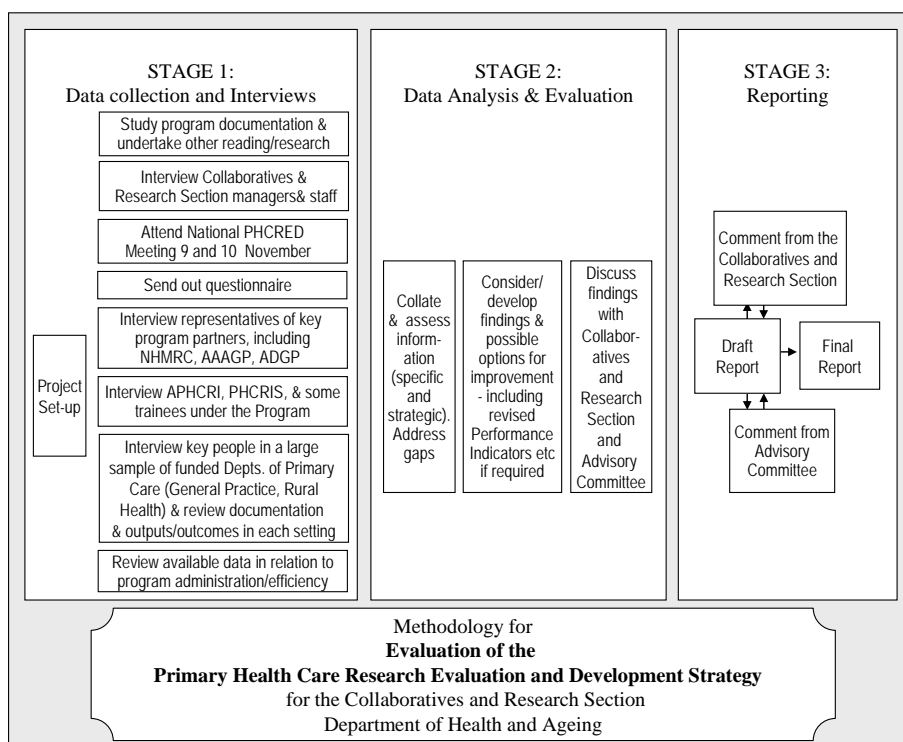 STAGE 1:
Data collection and Interviews
Study program documentation &
undertake other reading/research
Interview Collaboratives &
Research Section managers& staff
Attend National PHCRED
Meeting 9 and 10 November
Send out questionnaire
Interview representatives of key
program partners, including
NHMRC, AAAGP, ADGP
Project
Set-up
Interview APHCRI, PHCRIS, & some
trainees under the Program
Interview key people in a large
sample of funded Depts. of Primary
Care (General Practice, Rural
Health) & review documentation
& outputs/outcomes in each setting
Review available data in relation to
program administration/efficiency
STAGE 2:
Data Analysis & Evaluation
Collate
& assess
inform-
ation
(specific
and
strategic).
Address
gaps
Consider/
develop
findings &
possible
options for
improvement
- including
revised
Performance
Indicators etc
if required
Discuss
findings
with
Collabor-
atives
and
Research
Section
and
Advisory
Committee
STAGE 3:
Reporting
Comment from the
Collaboratives and
Research Section
Draft
Report
Final
Report
Comment from
Advisory
Committee
Methodology for
Evaluation of the
Primary Health Care Research Evaluation and Development Strategy
for the Collaboratives and Research Section
Department of Health and Ageing